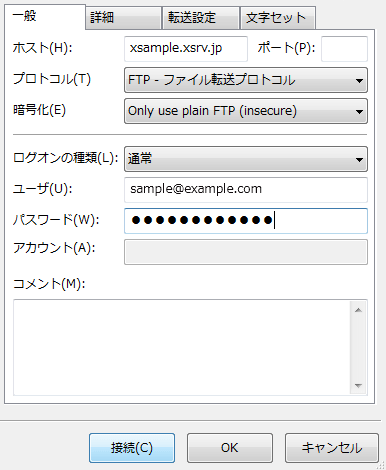 一般 詳細 転送設定 文字セット
ホスト(H): xsample.xsrv.jp ポート(P):
プロトコル(T) FTP - ファイル転送プロトコル
暗号化(E) Only use plain FTP (insecure)
ログオンの種類(L): 通常
ユーザ(U): sample@example.com
パスワード(W): ●●●●●●●●●●●●
アカウント(A):
コメント(M):
接続(C) OK キャンセル